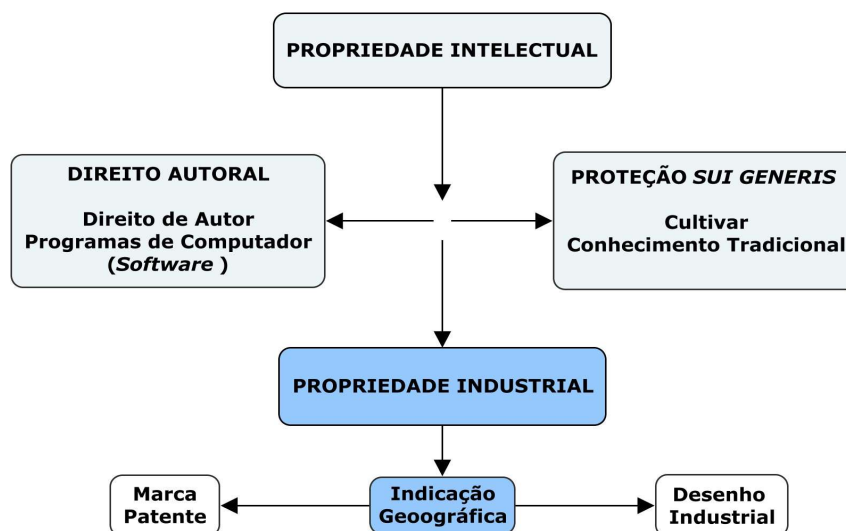 PROPRIEDADE INTELECTUAL
DIREITO AUTORAL
Direito de Autor
Programas de Computador
(Software )
PROTEÇÃO SUI GENERIS
Cultivar
Conhecimento Tradicional
PROPRIEDADE INDUSTRIAL
Marca
Patente
Indicação
Geoográfica
Desenho
Industrial